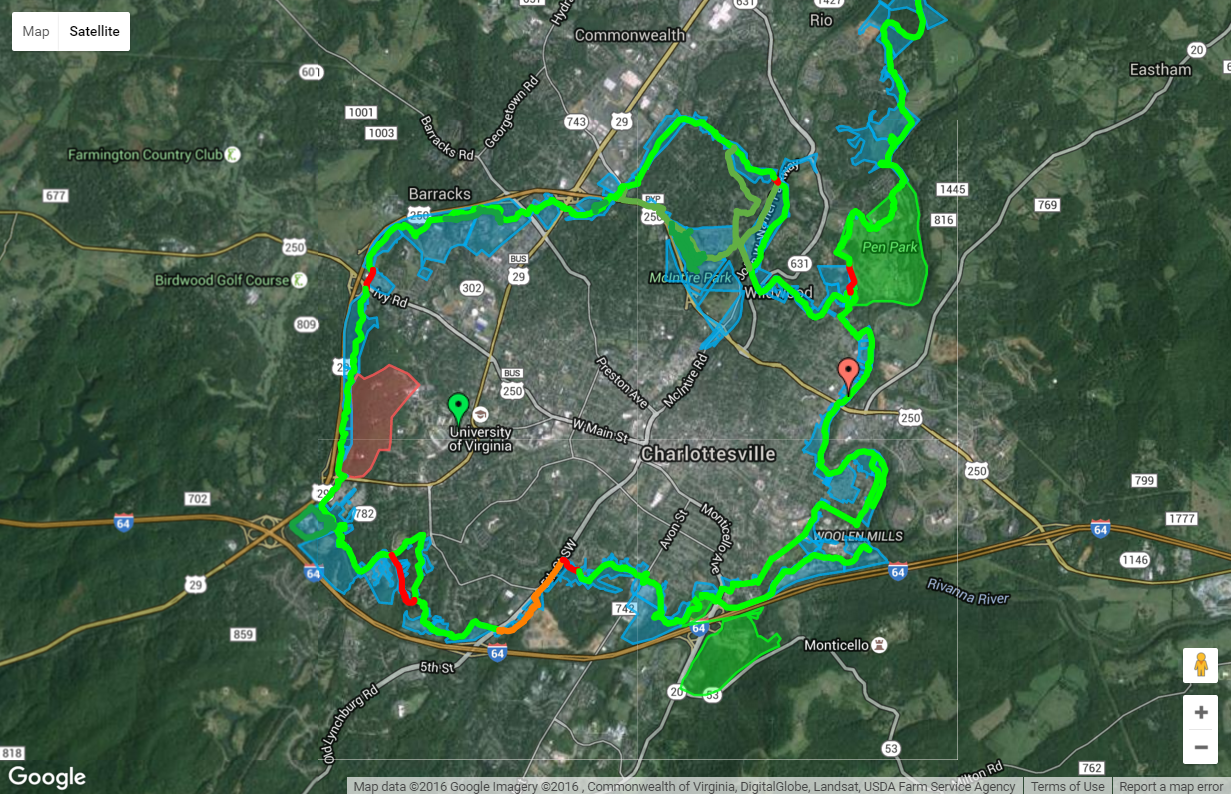 Map
Satellite
631
1427
Rio
Commonwealth
20
Eastham
601
1001
1003
Georgetown Rd
743
29
Barracks Rd
Farmington Country Club
677
Barracks
250
BYP
250
1445
769
816
Pen Park
250
BUS
29
631
McIntire Park
Birdwood Golf Course
302
Ivy Rd
Wildwood
809
29
BUS
250
Preston Ave
McIntire Rd
University
of Virginia
W Main St
250
Charlottesville
250
799
29
702
782
64
Avon St
Monticello Ave
WOOLEN MILLS
64
1777
1146
64
5th St SW
64
29
Rivanna River
742
859
64
64
Monticello
5th St
20
53
Old Lynchburg Rd
53
818
762
Milton Rd
Google
Map data ©2016 Google Imagery ©2016 , Commonwealth of Virginia, DigitalGlobe, Landsat, USDA Farm Service Agency
Terms of Use
Report a map error